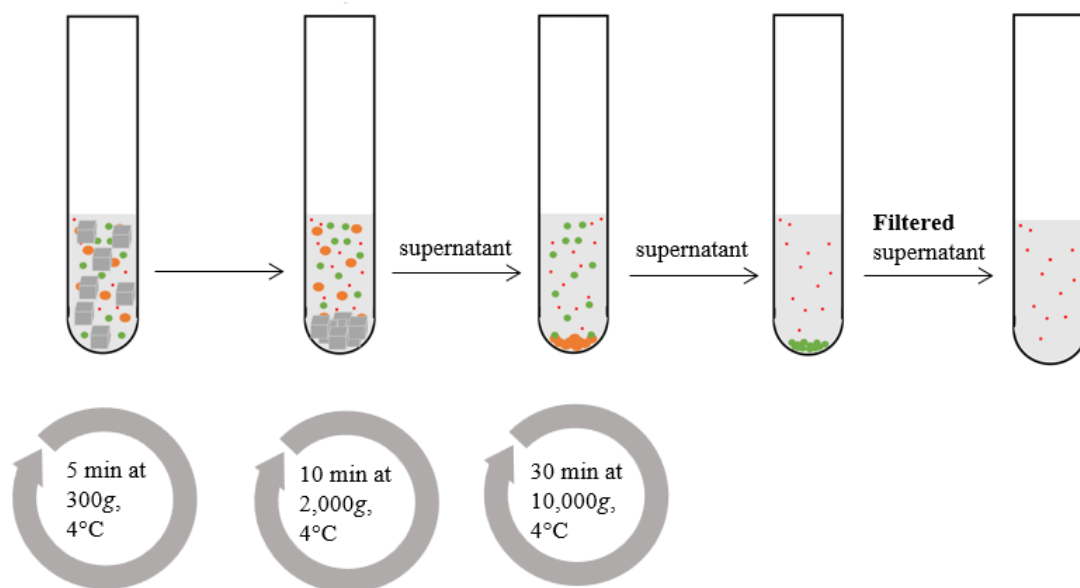 Filtered
supernatant
supernatant
supernatant
5 min at
300g,
4°C
10 min at
2,000g,
4°C
30 min at
10,000g,
4°C